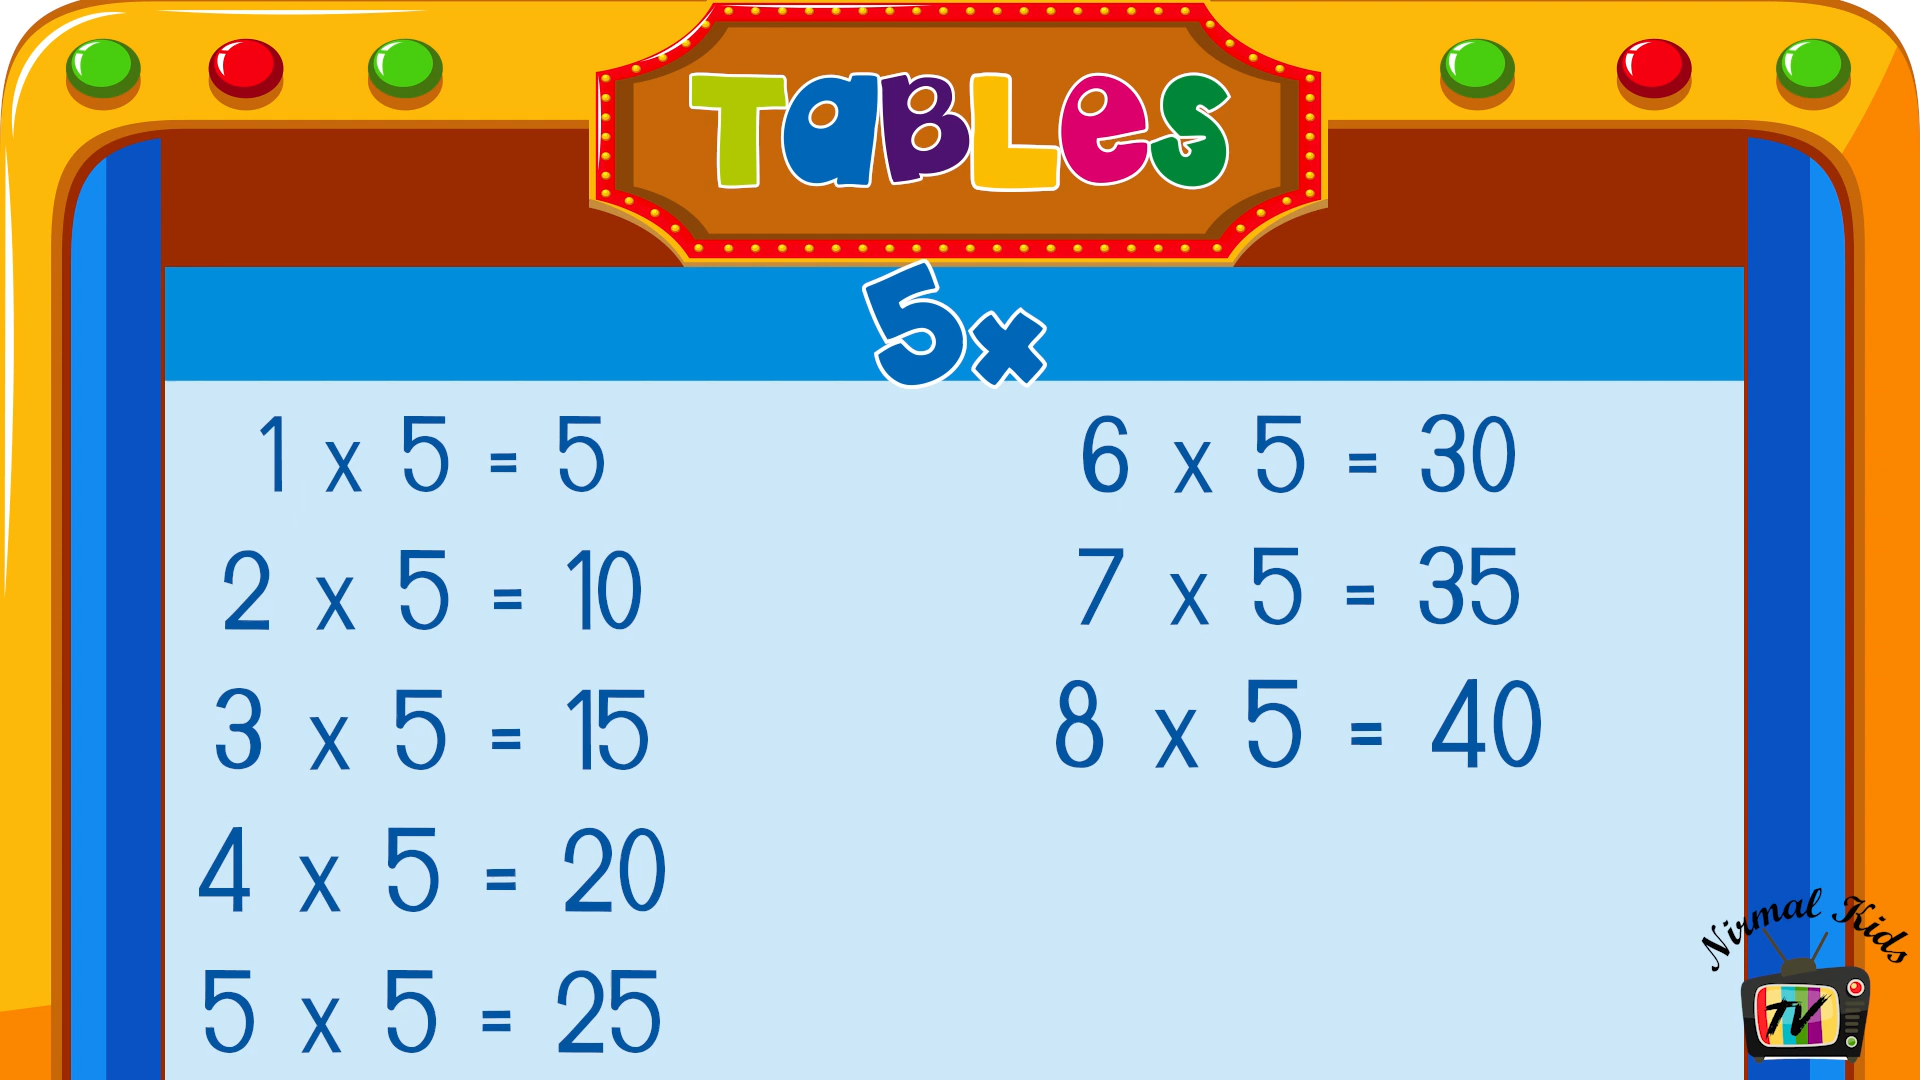 TaBLes
5x
1 x 5 = 5
2 x 5 = 10
3 x 5 = 15
4 x 5 = 20
5 x 5 = 25
6 x 5 = 30
7 x 5 = 35
8 x 5 = 40
Nirmal Kids
TV